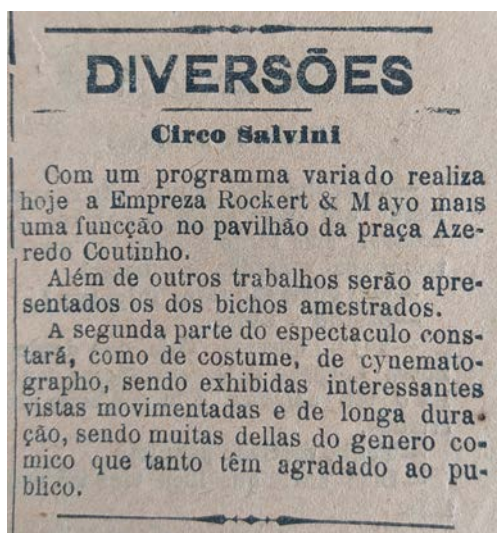 DIVERSÕES
Circo Salvini
Com um programma variado realiza
hoje a Empreza Rockert & Mayo mais
uma funcção no pavilhão da praça Aze-
redo Coutinho.
Além de outros trabalhos serão apre-
sentados os dos bichos amestrados.
A segunda parte do espectaculo cons-
tará, como de costume, de cynemato-
grapho, sendo exhibidas interessantes
vistas movimentadas e de longa dura-
ção, sendo muitas dellas do genero co-
mico que tanto têm agradado ao pu-
blico.